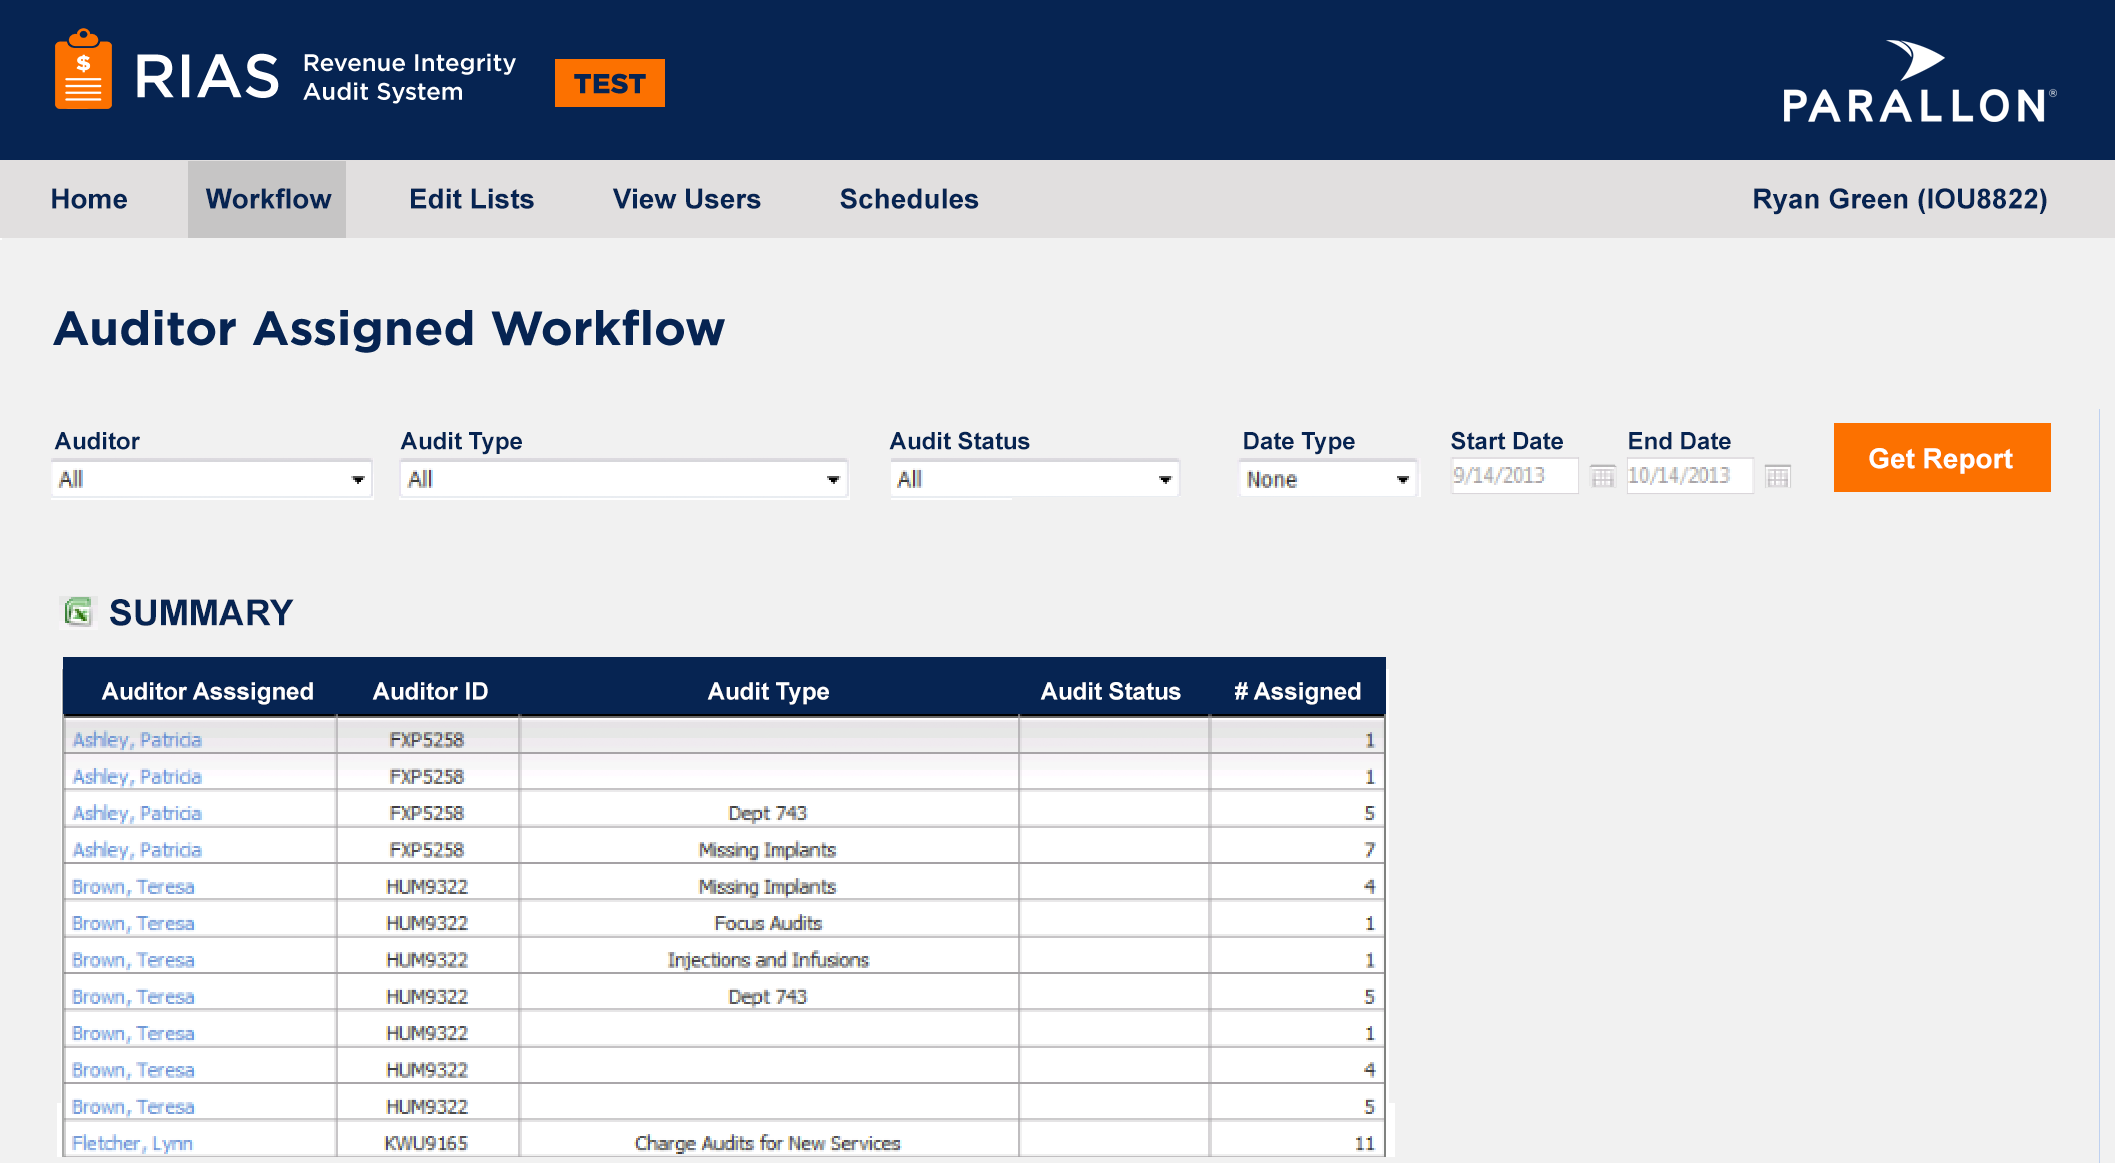 $
RIAS Revenue Integrity
Audit System
TEST
PARALLON®
Home Workflow Edit Lists View Users Schedules Ryan Green (IOU8822)
Auditor Assigned Workflow
Auditor Audit Type Audit Status Date Type Start Date End Date
All All All None 9/14/2013 10/14/2013 Get Report
SUMMARY
Auditor Asssigned Auditor ID Audit Type Audit Status # Assigned
Ashley, Patricia FXP5258 1
Ashley, Patricia FXP5258 1
Ashley, Patricia FXP5258 Dept 743 5
Ashley, Patricia FXP5258 Missing Implants 7
Brown, Teresa HUM9322 Missing Implants 4
Brown, Teresa HUM9322 Focus Audits 1
Brown, Teresa HUM9322 Injections and Infusions 1
Brown, Teresa HUM9322 Dept 743 5
Brown, Teresa HUM9322 1
Brown, Teresa HUM9322 4
Brown, Teresa HUM9322 5
Fletcher, Lynn KWU9165 Charge Audits for New Services 11